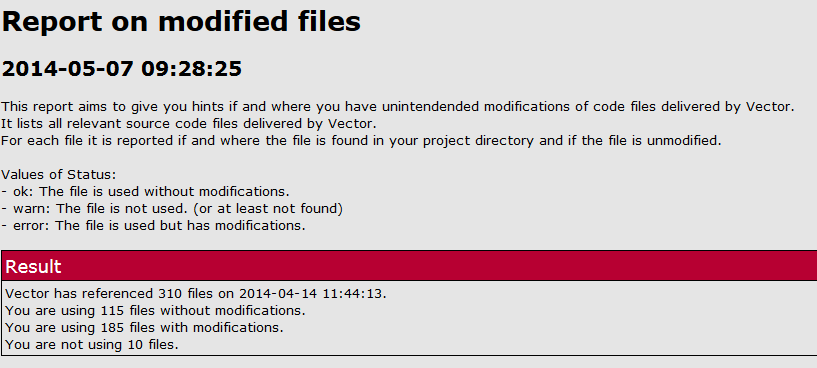 Report on modified files
2014-05-07 09:28:25
This report aims to give you hints if and where you have unintendended modifications of code files delivered by Vector.
It lists all relevant source code files delivered by Vector.
For each file it is reported if and where the file is found in your project directory and if the file is unmodified.
Values of Status:
- ok: The file is used without modifications.
- warn: The file is not used. (or at least not found)
- error: The file is used but has modifications.
Result
Vector has referenced 310 files on 2014-04-14 11:44:13.
You are using 115 files without modifications.
You are using 185 files with modifications.
You are not using 10 files.